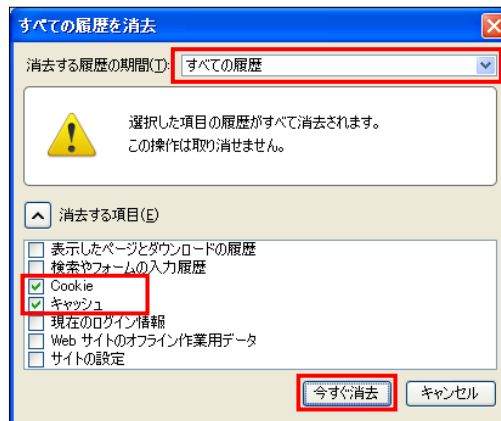 すべての履歴を消去
消去する履歴の期間(T): すべての履歴
選択した項目の履歴がすべて消去されます。
この操作は取り消せません。
消去する項目(E)
表示したページとダウンロードの履歴
検索やフォームの入力履歴
Cookie
キャッシュ
現在のログイン情報
Web サイトのオフライン作業用データ
サイトの設定
今すぐ消去 キャンセル